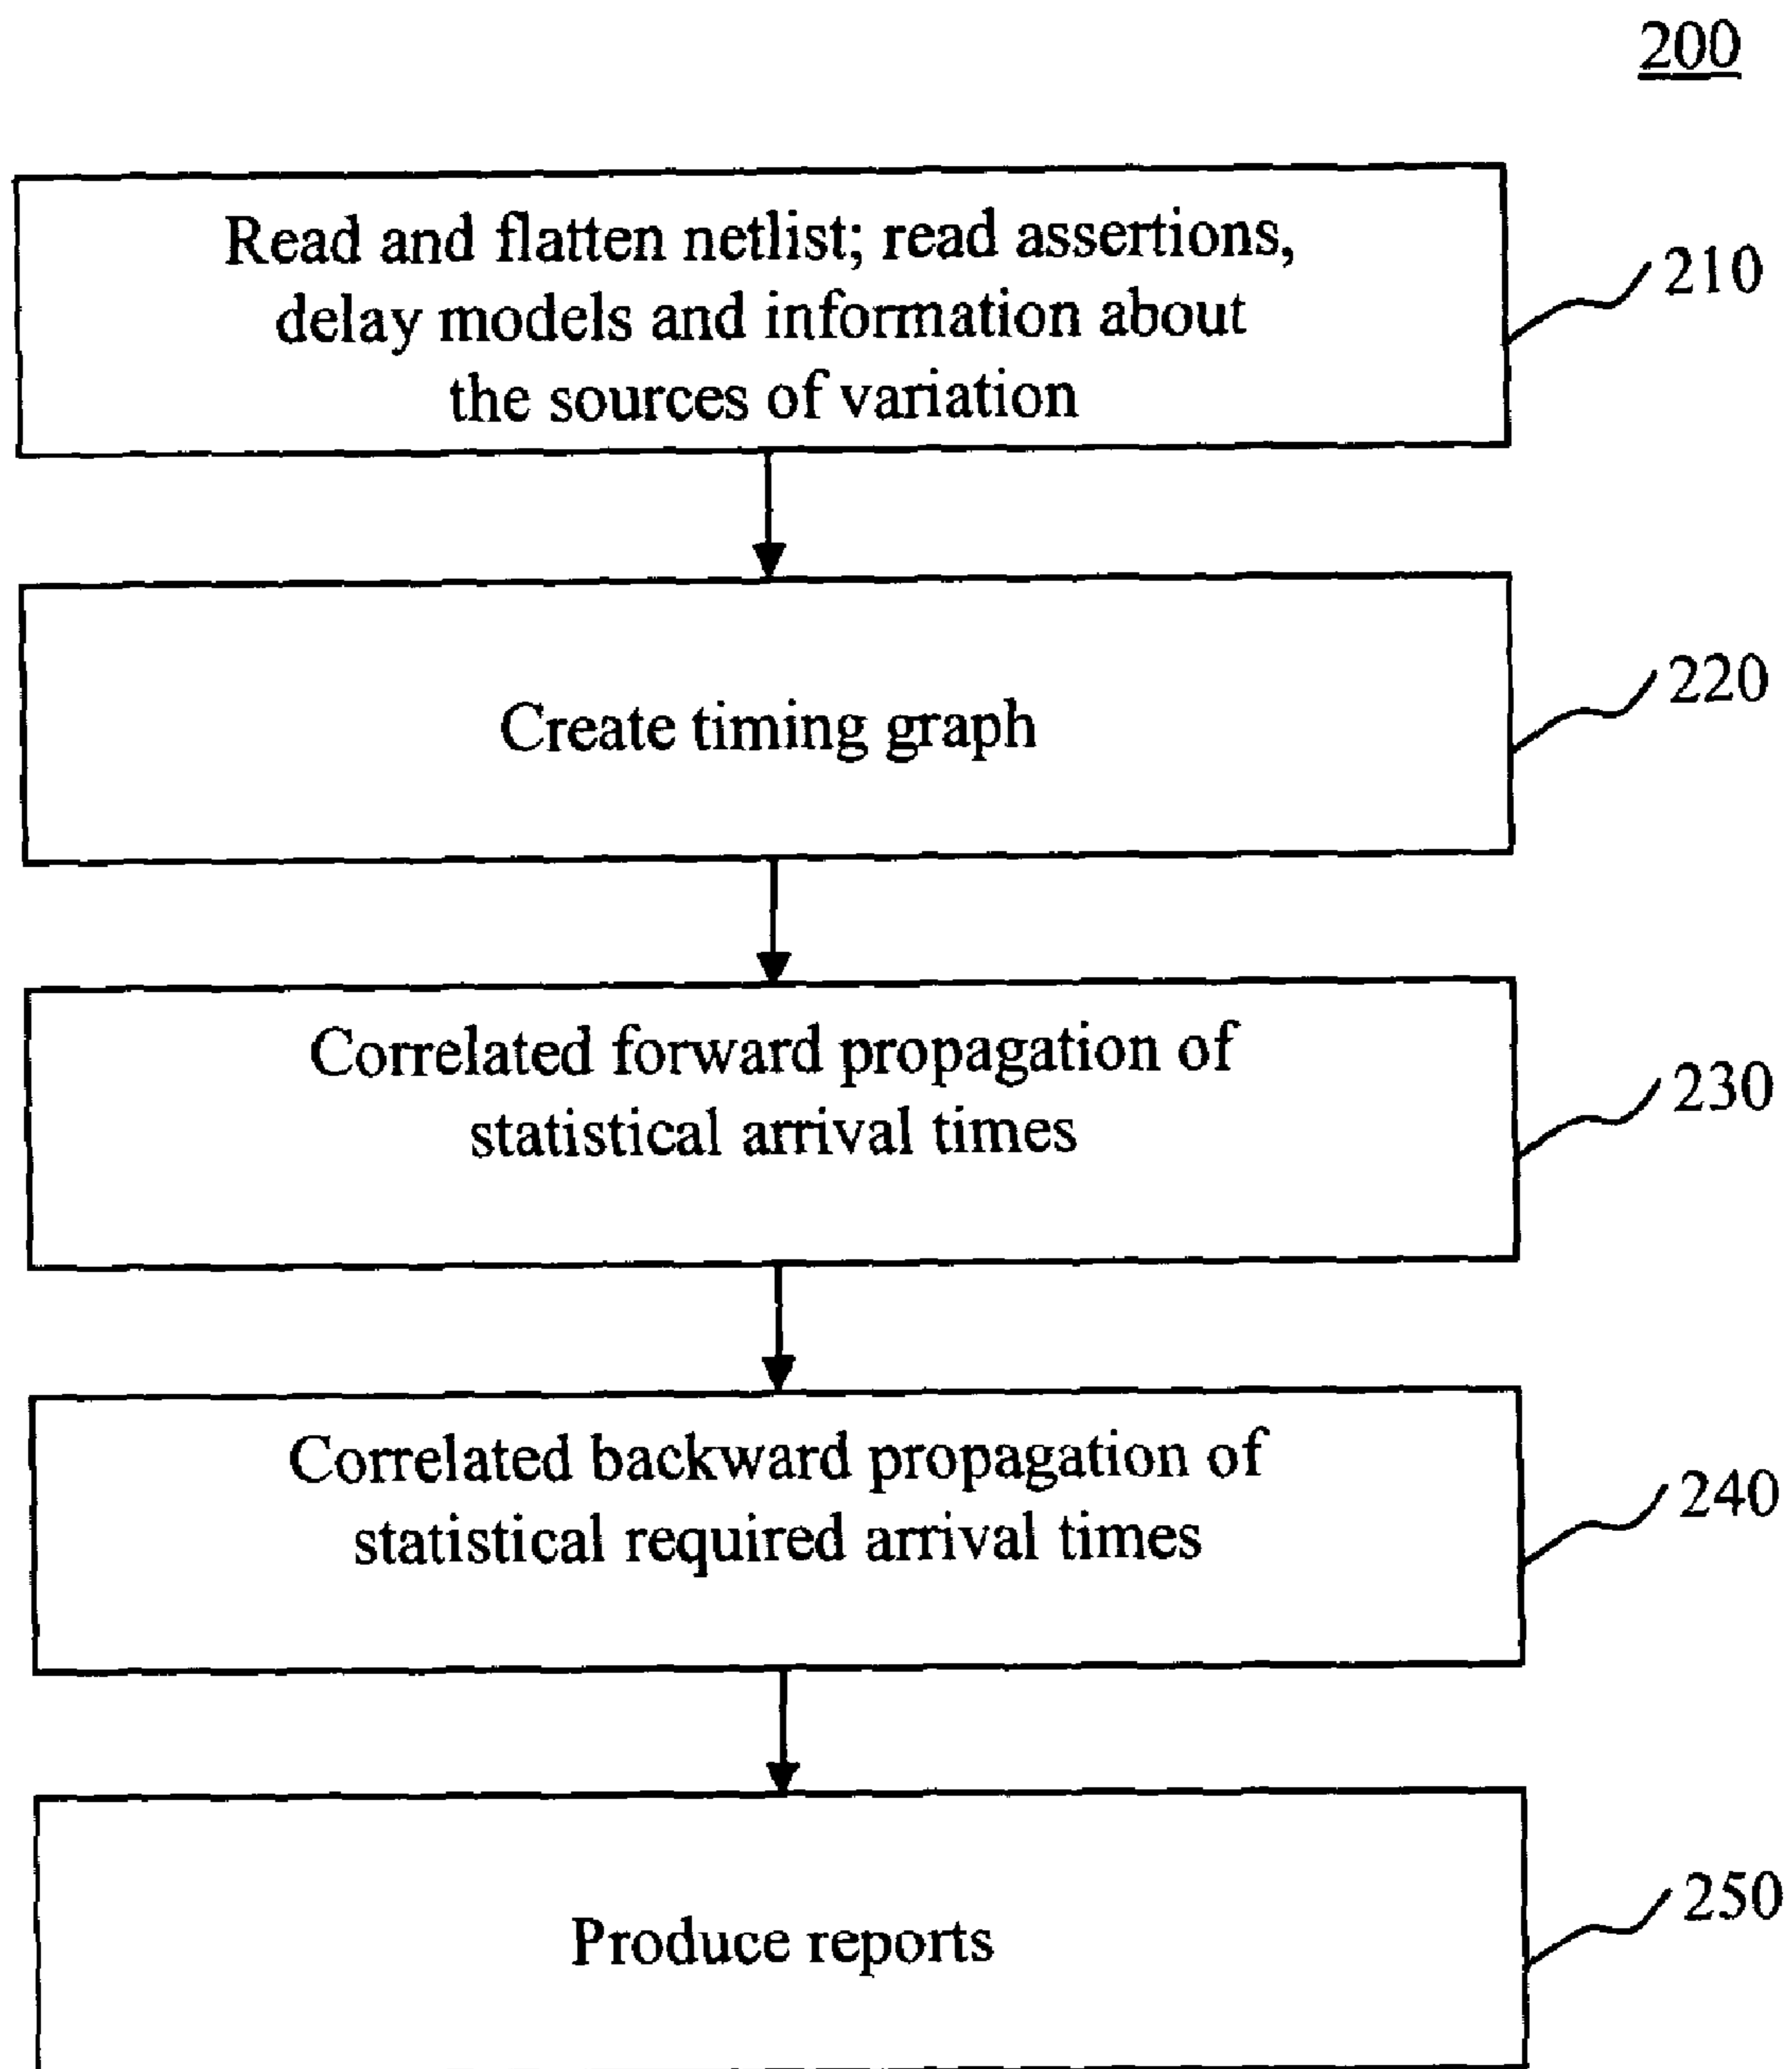 200
Read and flatten netlist; read assertions,
delay models and information about
the sources of variation
210
Create timing graph
220
Correlated forward propagation of
statistical arrival times
230
Correlated backward propagation of
statistical required arrival times
240
Produce reports
250